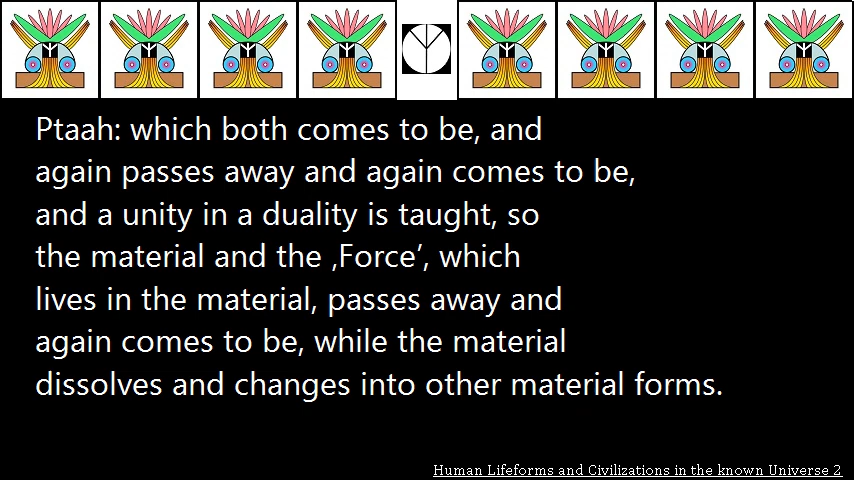 Ptaah: which both comes to be, and
again passes away and again comes to be,
and a unity in a duality is taught, so
the material and the ‚Force’, which
lives in the material, passes away and
again comes to be, while the material
dissolves and changes into other material forms.
Human Lifeforms and Civilizations in the known Universe 2